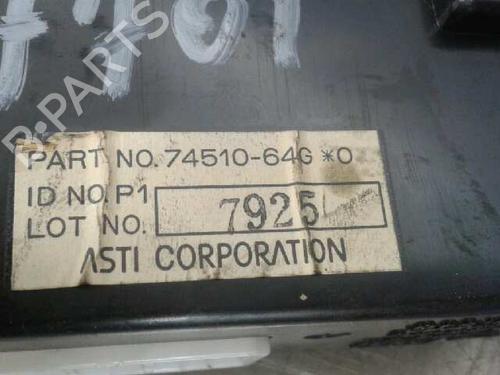 B-PARTS
PART NO. 74510-64G*0
ID NO. P1
LOT NO. 7925
ASTI CORPORATION